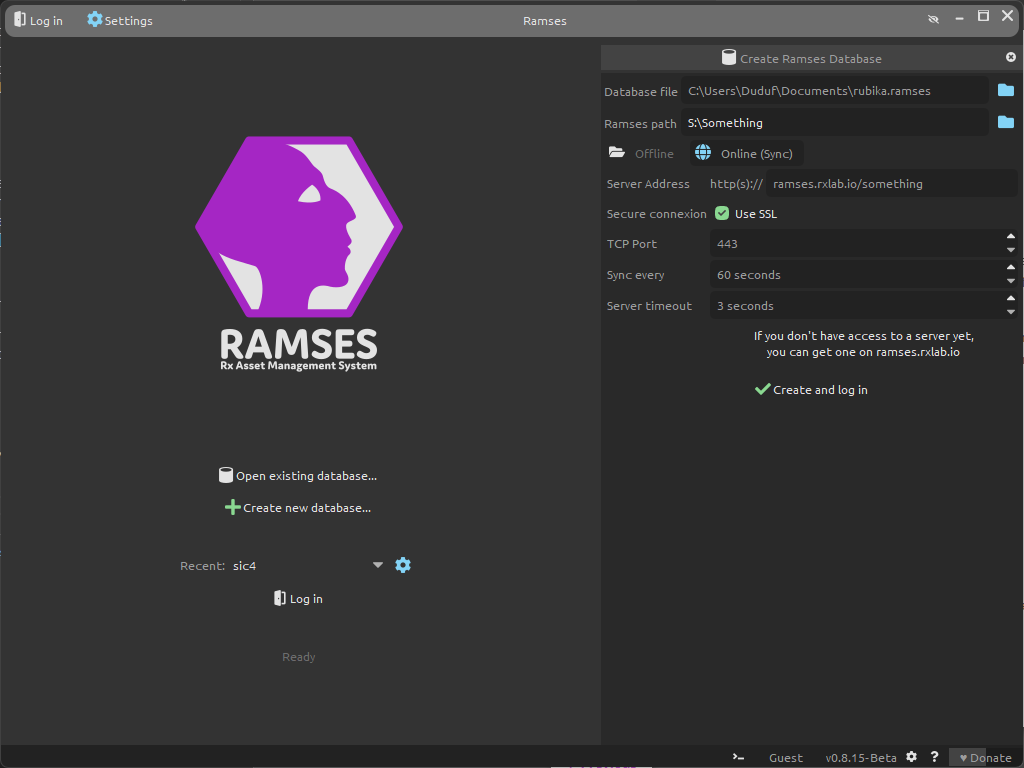 Log in
Settings
Ramses
Create Ramses Database
Database file C:\Users\Duduf\Documents\rubika.ramses
Ramses path S:\Something
Offline Online (Sync)
Server Address http(s):// ramses.rxlab.io/something
Secure connexion Use SSL
TCP Port 443
Sync every 60 seconds
Server timeout 3 seconds
If you don't have access to a server yet,
you can get one on ramses.rxlab.io
Create and log in
RAMSES
Rx Asset Management System
Open existing database...
Create new database...
Recent: sic4
Log in
Ready
Guest v0.8.15-Beta ? ♥ Donate